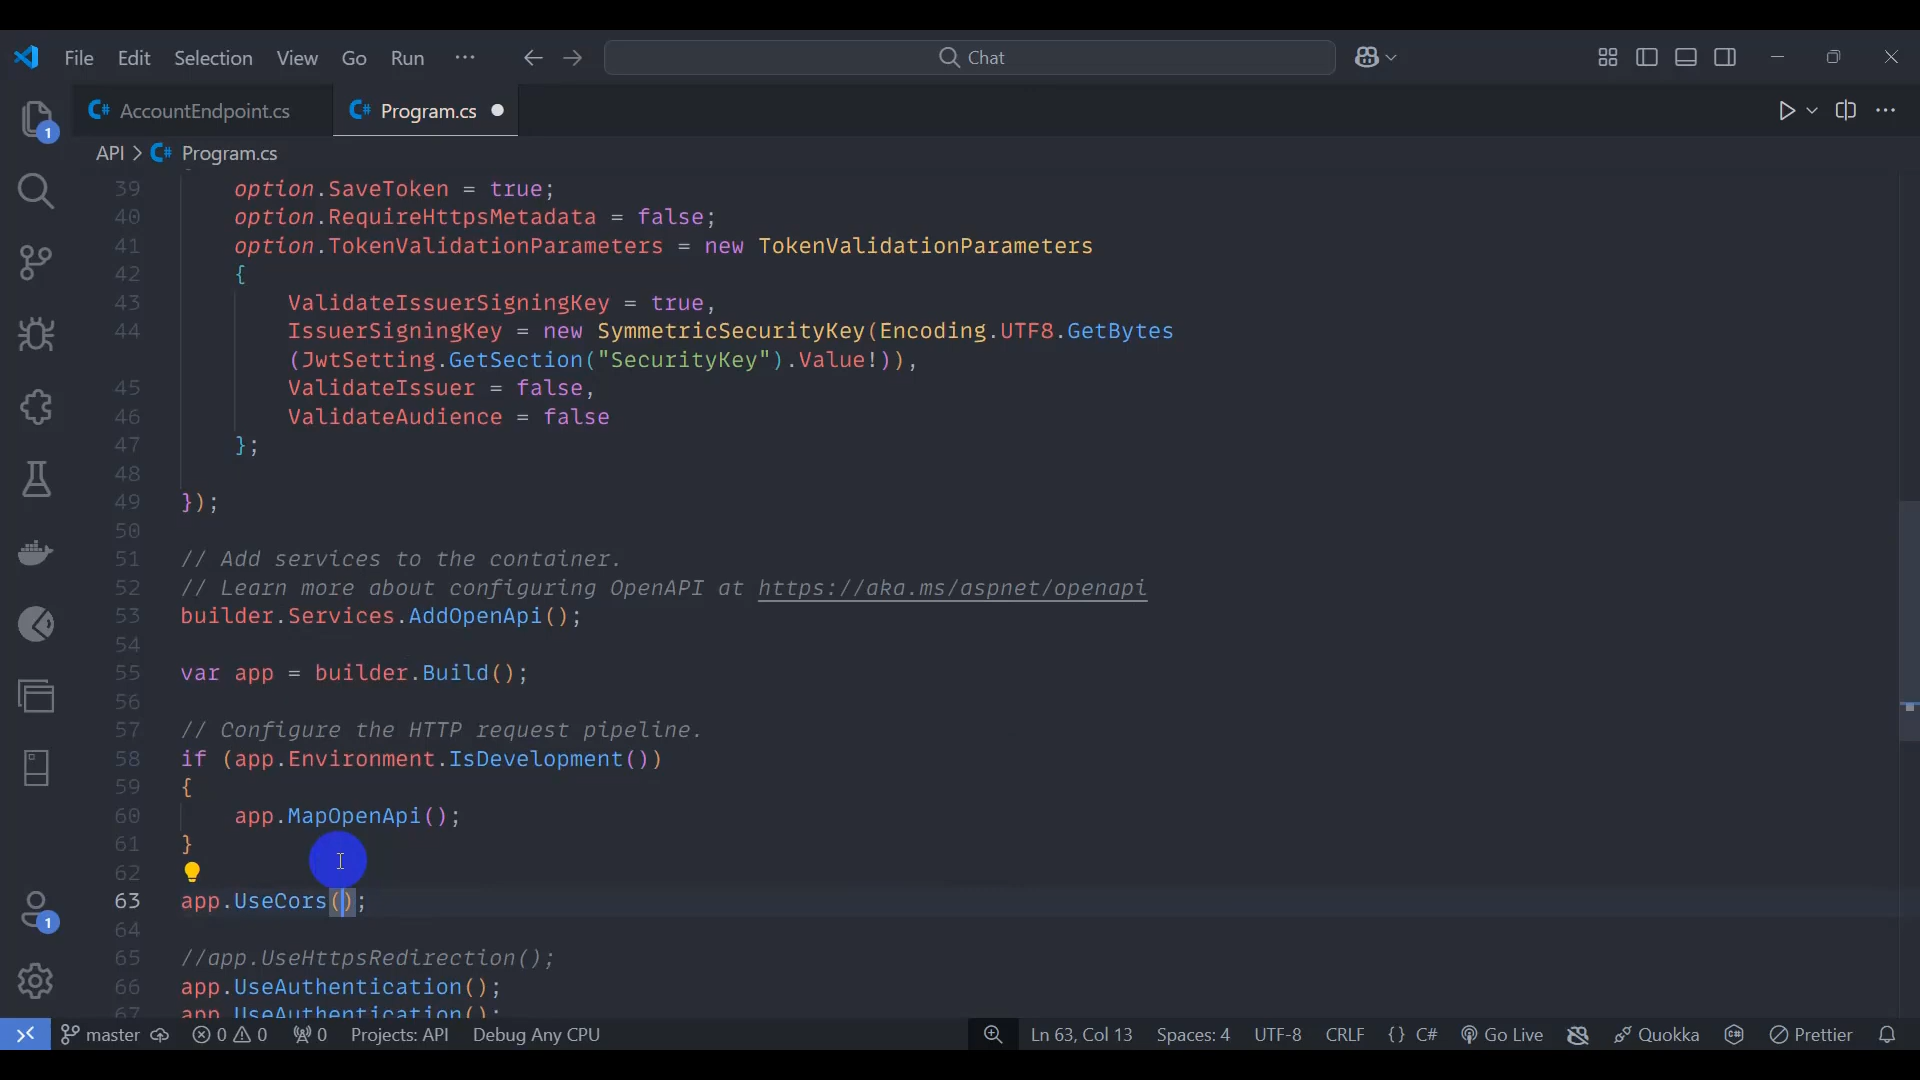 File Edit Selection View Go Run ··· Chat
AccountEndpoint.cs Program.cs
API > Program.cs
39 option.SaveToken = true;
40 option.RequireHttpsMetadata = false;
41 option.TokenValidationParameters = new TokenValidationParameters
42 {
43 ValidateIssuerSigningKey = true,
44 IssuerSigningKey = new SymmetricSecurityKey(Encoding.UTF8.GetBytes
(JwtSetting.GetSection("SecurityKey").Value!)),
45 ValidateIssuer = false,
46 ValidateAudience = false
47 };
48
49 });
50
51 // Add services to the container.
52 // Learn more about configuring OpenAPI at https://aka.ms/aspnet/openapi
53 builder.Services.AddOpenApi();
54
55 var app = builder.Build();
56
57 // Configure the HTTP request pipeline.
58 if (app.Environment.IsDevelopment())
59 {
60 app.MapOpenApi();
61 }
62
63 app.UseCors();
64
65 //app.UseHttpsRedirection();
66 app.UseAuthentication();
67 app.UseAuthentication();
1
1
master 0 0 0 Projects: API Debug Any CPU Ln 63, Col 13 Spaces: 4 UTF-8 CRLF {} C# Go Live Quokka Prettier